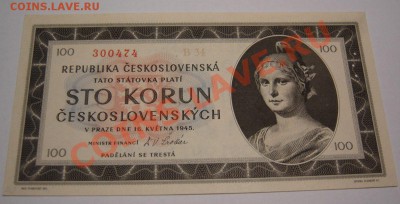 COINS.LAVE.RU
100 300474 100
REPUBLIKA ČESKOSLOVENSKÁ
TATO STÁTOVKA PLATÍ
STO KORUN
ČESKOSLOVENSKÝCH
V PRAZE DNE 16. KVĚTNA 1945.
MINISTR FINANCÍ
100 PADĚLÁNÍ SE TRESTÁ 100